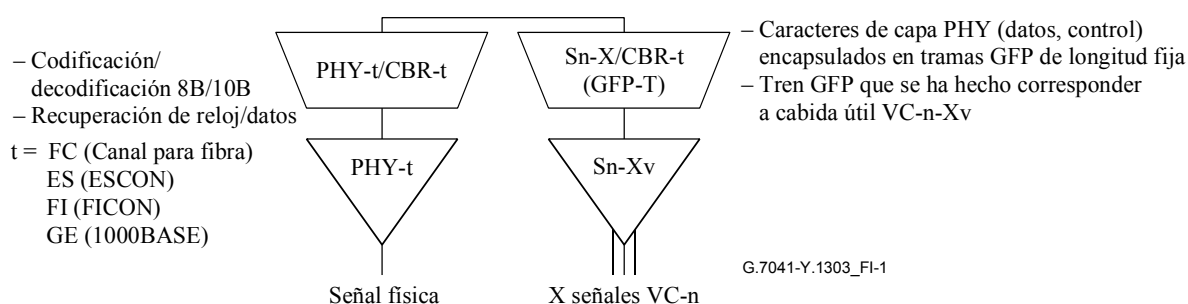 – Codificación/
decodificación 8B/10B
– Recuperación de reloj/datos
t = FC (Canal para fibra)
ES (ESCON)
FI (FICON)
GE (1000BASE)
PHY-t/CBR-t
PHY-t
Señal física
Sn-X/CBR-t
(GFP-T)
Sn-Xv
X señales VC-n
– Caracteres de capa PHY (datos, control)
encapsulados en tramas GFP de longitud fija
– Tren GFP que se ha hecho corresponder
a cabida útil VC-n-Xv
G.7041-Y.1303_FI-1